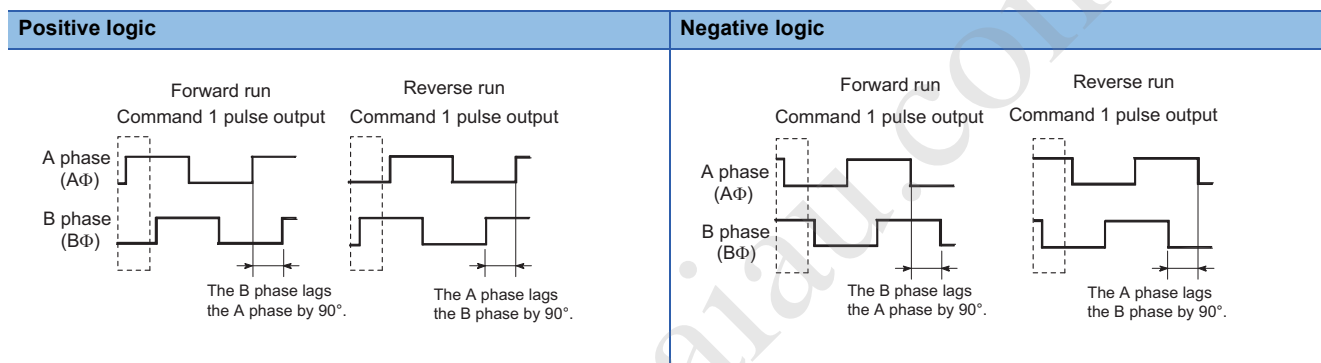 Positive logic
Negative logic
Forward run
Command 1 pulse output
Reverse run
Command 1 pulse output
A phase
(AΦ)
B phase
(BΦ)
The B phase lags
the A phase by 90°.
The A phase lags
the B phase by 90°.
Forward run
Command 1 pulse output
Reverse run
Command 1 pulse output
A phase
(AΦ)
B phase
(BΦ)
The B phase lags
the A phase by 90°.
The A phase lags
the B phase by 90°.